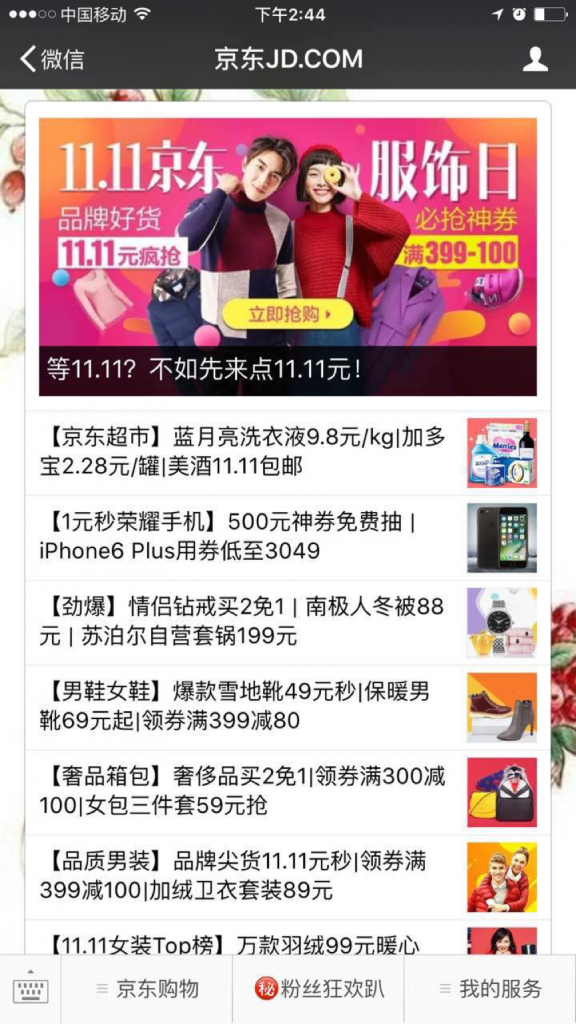 中国移动
下午2:44
微信
京东JD.COM
11.11京东 服饰日
品牌好货
必抢神券
11.11元疯抢
满399-100
立即抢购
等11.11？不如先来点11.11元！
【京东超市】蓝月亮洗衣液9.8元/kg|加多
宝2.28元/罐|美酒11.11包邮
Merries
【1元秒荣耀手机】500元神券免费抽 |
iPhone6 Plus用券低至3049
【劲爆】情侣钻戒买2免1 | 南极人冬被88
元 | 苏泊尔自营套锅199元
【男鞋女鞋】爆款雪地靴49元秒|保暖男
靴69元起|领券满399减80
【奢品箱包】奢侈品买2免1|领券满300减
100|女包三件套59元抢
【品质男装】品牌尖货11.11元秒|领券满
399减100|加绒卫衣套装89元
【11.11女装Top榜】万款羽绒99元暖心
京东购物
秘 粉丝狂欢趴
我的服务